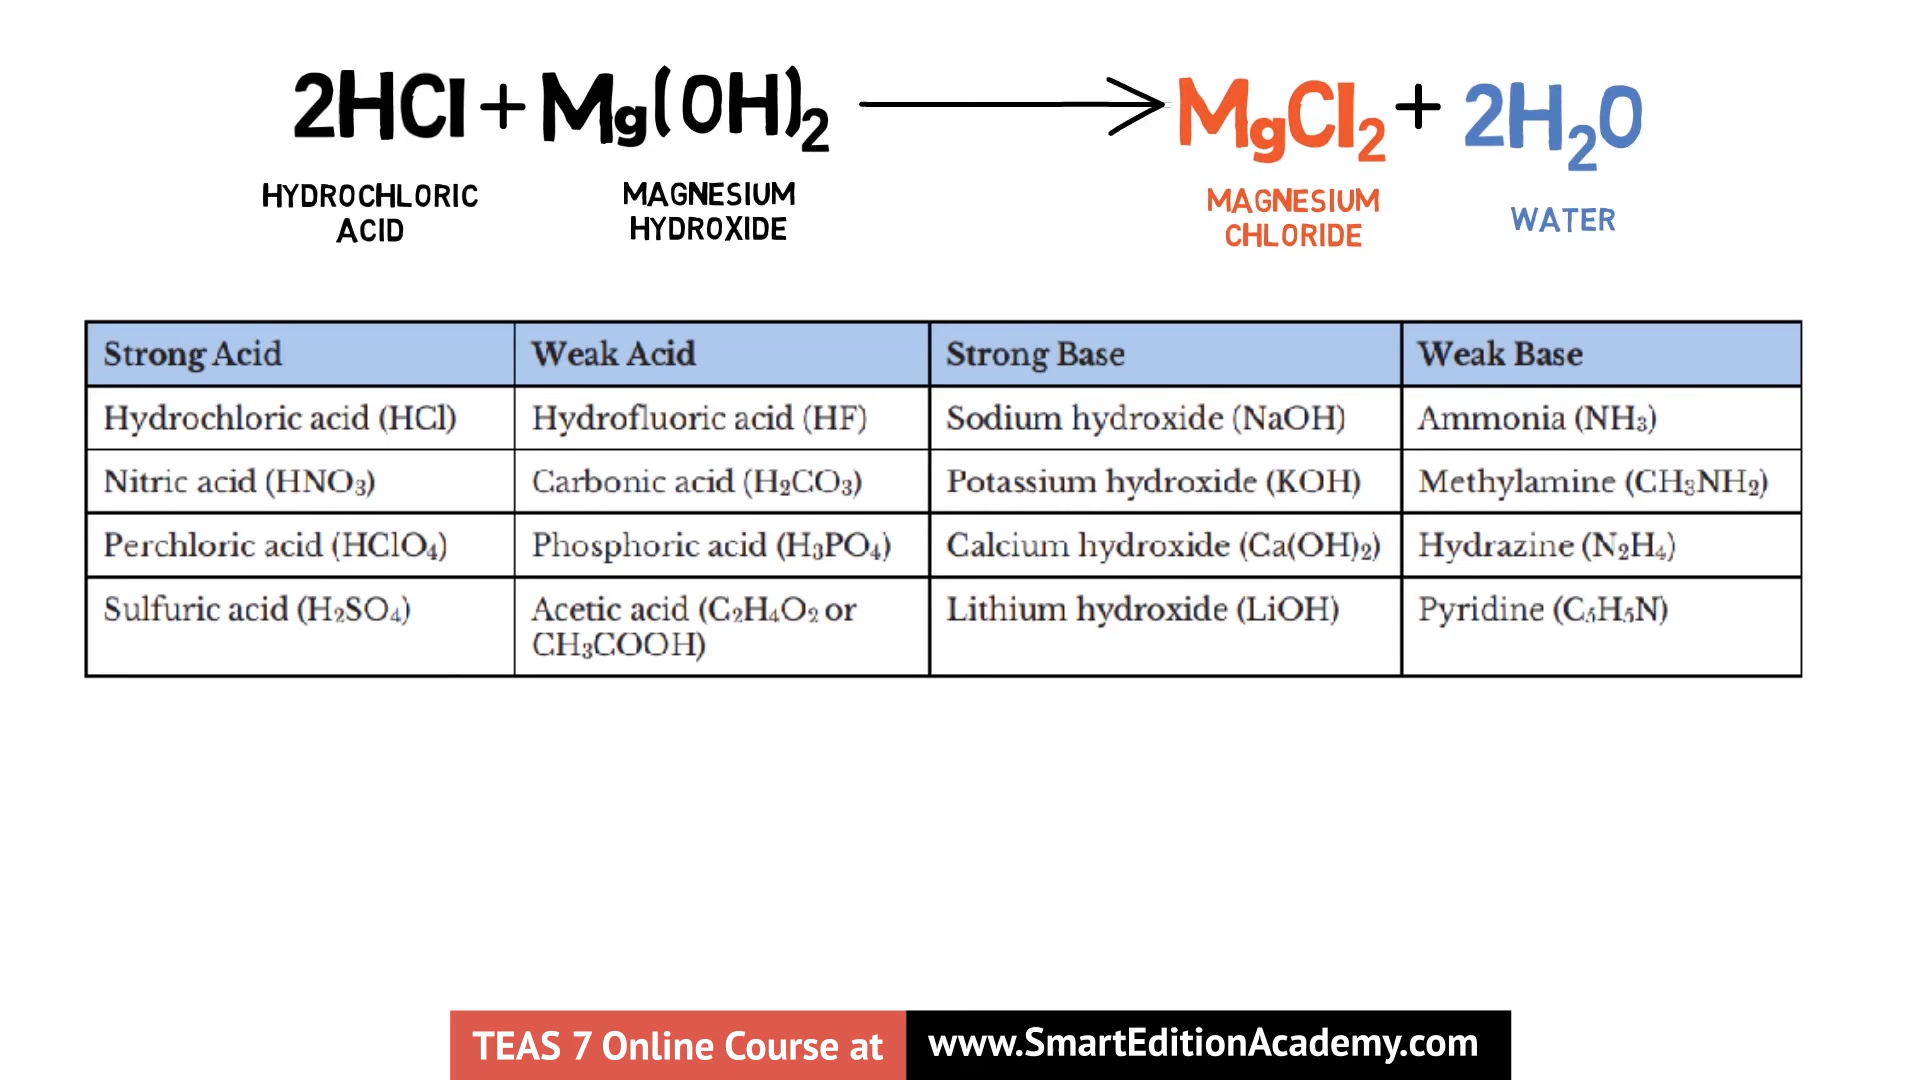 2HCl + Mg(OH)₂ → MgCl₂ + 2H₂O
HYDROCHLORIC ACID
MAGNESIUM HYDROXIDE
MAGNESIUM CHLORIDE
WATER
Strong Acid Weak Acid Strong Base Weak Base
Hydrochloric acid (HCl) Hydrofluoric acid (HF) Sodium hydroxide (NaOH) Ammonia (NH₃)
Nitric acid (HNO₃) Carbonic acid (H₂CO₃) Potassium hydroxide (KOH) Methylamine (CH₃NH₂)
Perchloric acid (HClO₄) Phosphoric acid (H₃PO₄) Calcium hydroxide (Ca(OH)₂) Hydrazine (N₂H₄)
Sulfuric acid (H₂SO₄) Acetic acid (C₂H₄O₂ or CH₃COOH) Lithium hydroxide (LiOH) Pyridine (C₅H₅N)
TEAS 7 Online Course at www.SmartEditionAcademy.com